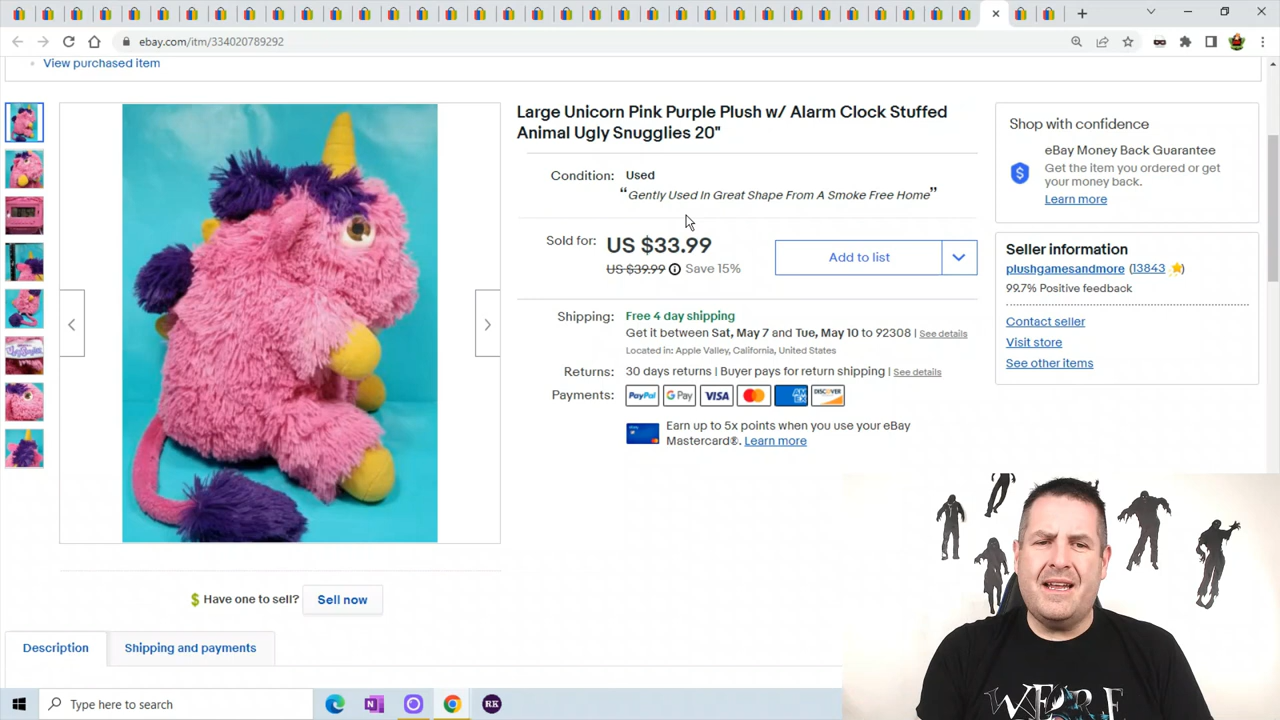 ebay.com/itm/334020789292
View purchased item
Large Unicorn Pink Purple Plush w/ Alarm Clock Stuffed
Animal Ugly Snugglies 20"
Condition: Used
“Gently Used In Great Shape From A Smoke Free Home”
Sold for: US $33.99
US $39.99 Save 15%
Add to list
Shipping: Free 4 day shipping
Get it between Sat, May 7 and Tue, May 10 to 92308 | See details
Located in: Apple Valley, California, United States
Returns: 30 days returns | Buyer pays for return shipping | See details
Payments: PayPal G Pay VISA DISCOVER
Earn up to 5x points when you use your eBay
Mastercard®. Learn more
Shop with confidence
eBay Money Back Guarantee
Get the item you ordered or get
your money back.
Learn more
Seller information
plushgamesandmore (13843)
99.7% Positive feedback
Contact seller
Visit store
See other items
$ Have one to sell? Sell now
Description Shipping and payments
Type here to search
RK